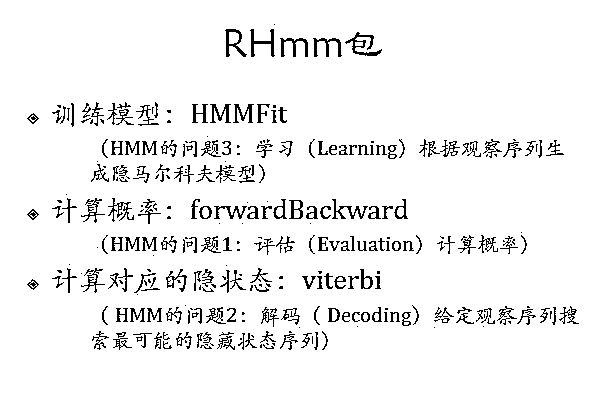 RHmm包
训练模型：HMMFit
（HMM的问题3：学习（Learning）根据观察序列生
成隐马尔科夫模型）
计算概率：forwardBackward
（HMM的问题1：评估（Evaluation）计算概率）
计算对应的隐状态：viterbi
（ HMM的问题2：解码（ Decoding）给定观察序列搜
索最可能的隐藏状态序列）